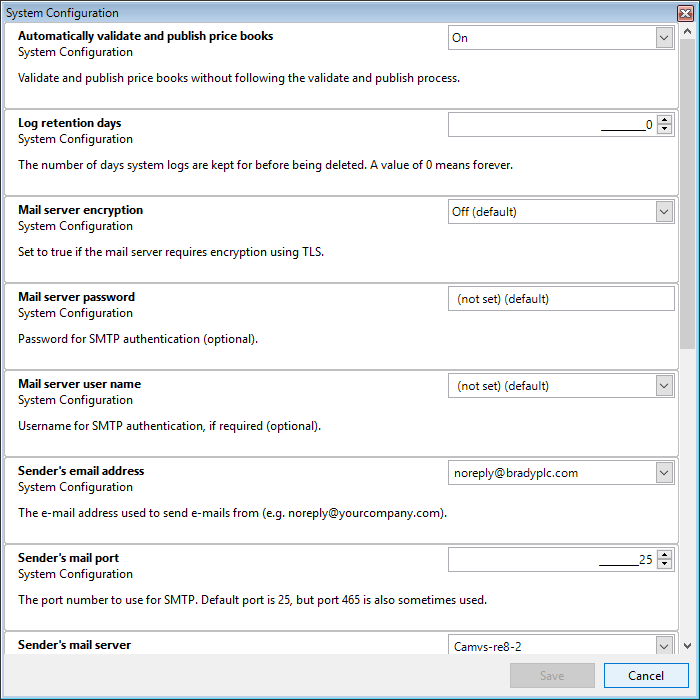 System Configuration
Automatically validate and publish price books
On
System Configuration
Validate and publish price books without following the validate and publish process.
Log retention days
________0
System Configuration
The number of days system logs are kept for before being deleted. A value of 0 means forever.
Mail server encryption
Off (default)
System Configuration
Set to true if the mail server requires encryption using TLS.
Mail server password
(not set) (default)
System Configuration
Password for SMTP authentication (optional).
Mail server user name
(not set) (default)
System Configuration
Username for SMTP authentication, if required (optional).
Sender's email address
noreply@bradyplc.com
System Configuration
The e-mail address used to send e-mails from (e.g. noreply@yourcompany.com).
Sender's mail port
_______25
System Configuration
The port number to use for SMTP. Default port is 25, but port 465 is also sometimes used.
Sender's mail server
Camvs-re8-2
Save
Cancel